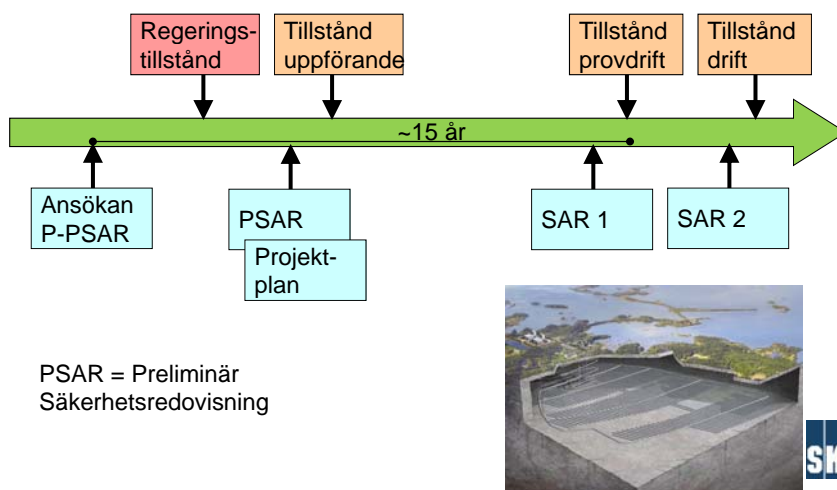 Regerings-
tillstånd
Tillstånd
uppförande
Tillstånd
provdrift
Tillstånd
drift
~15 år
Ansökan
P-PSAR
PSAR
Projekt-
plan
SAR 1
SAR 2
PSAR = Preliminär
Säkerhetsredovisning
SK